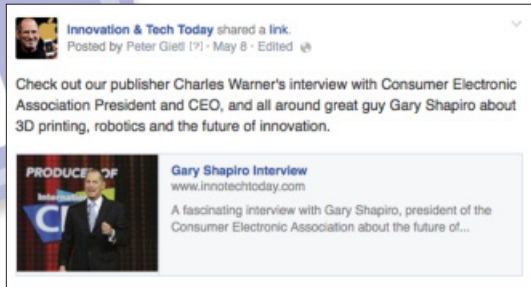 Innovation & Tech Today shared a link.
Posted by Peter Gietl [?] · May 8 · Edited
Check out our publisher Charles Warner's interview with Consumer Electronic
Association President and CEO, and all around great guy Gary Shapiro about
3D printing, robotics and the future of innovation.
PRODUCER OF
International
CE
Gary Shapiro Interview
www.innotechtoday.com
A fascinating interview with Gary Shapiro, president of the
Consumer Electronic Association about the future of...